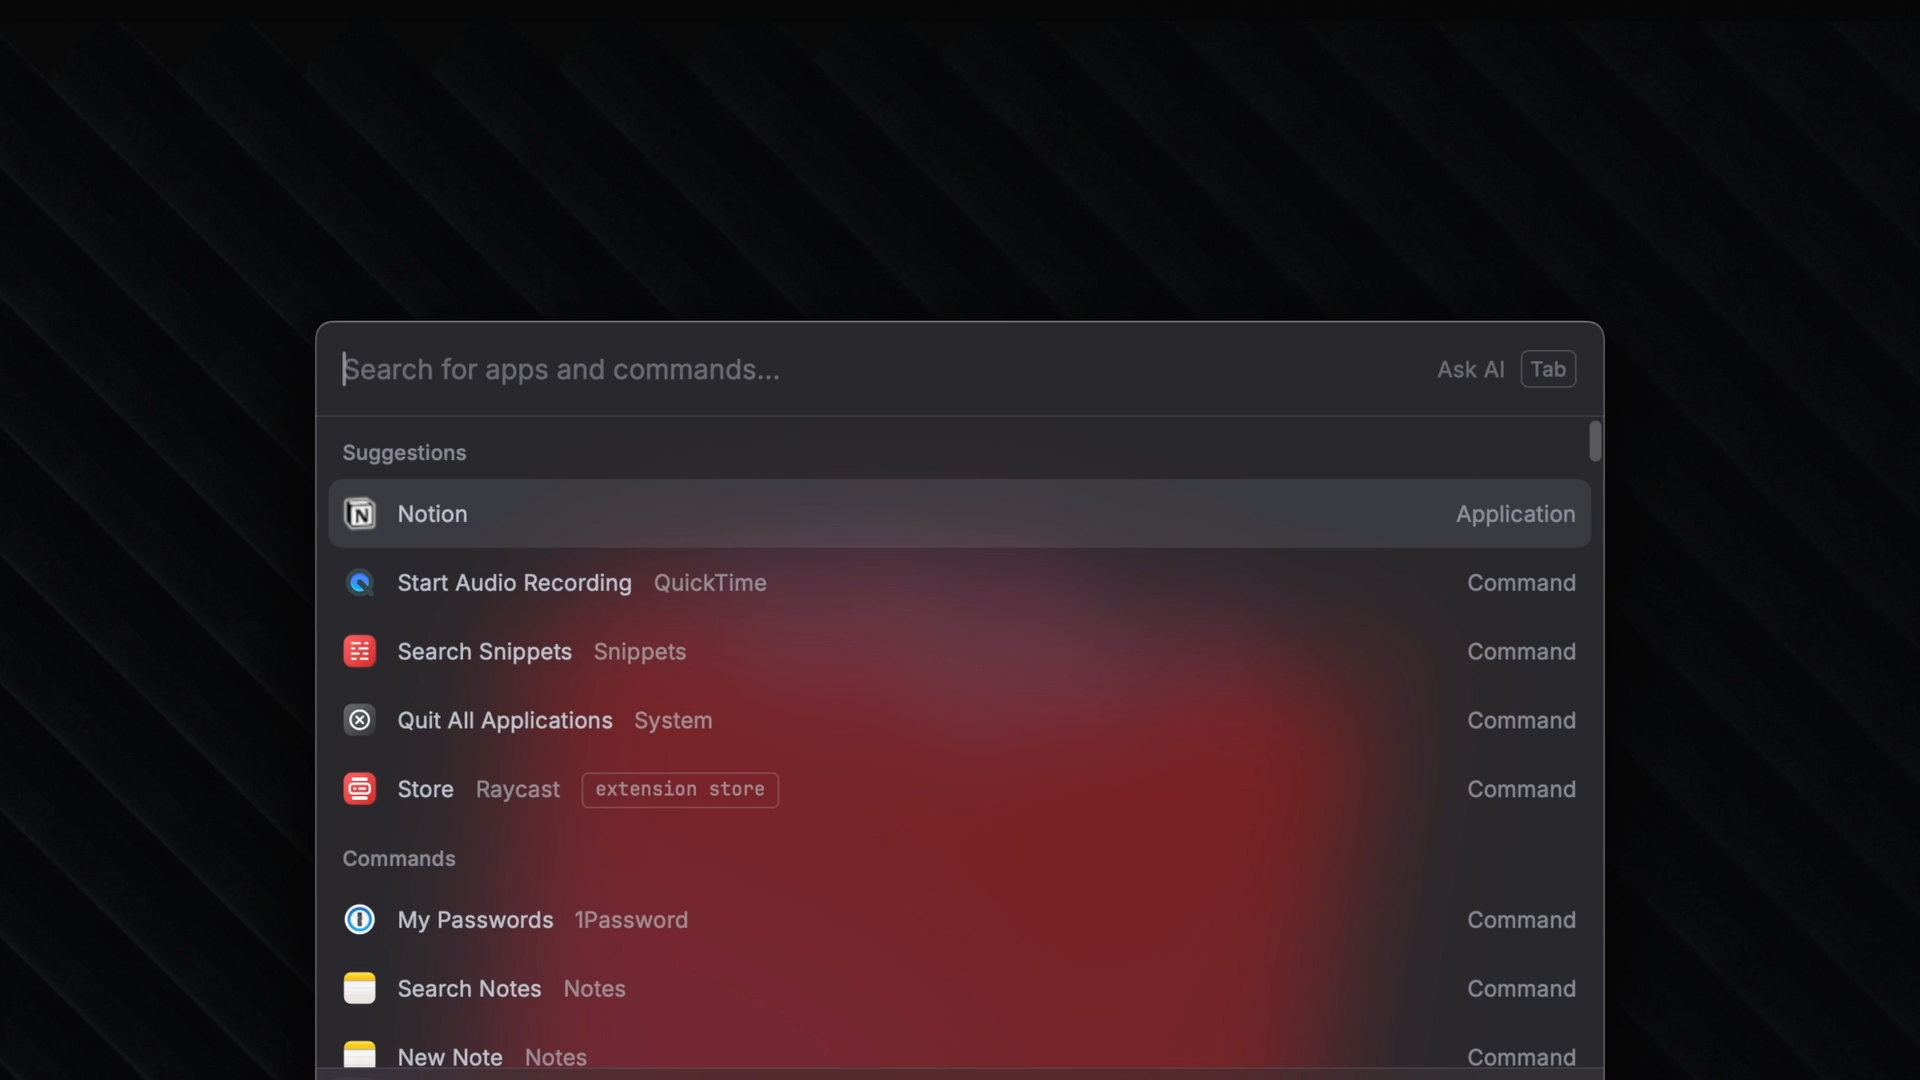 Search for apps and commands... Ask AI Tab
Suggestions
Notion Application
Start Audio Recording QuickTime Command
Search Snippets Snippets Command
Quit All Applications System Command
Store Raycast extension store Command
Commands
My Passwords 1Password Command
Search Notes Notes Command
New Note Notes Command